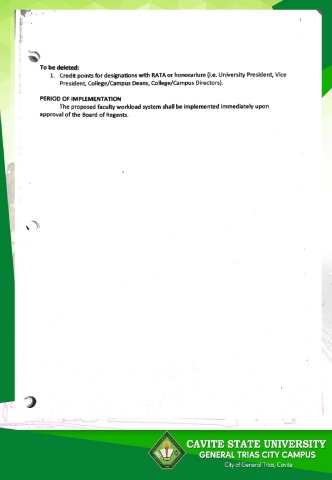 To be deleted:
1. Credit points for designations with RATA or honorarium (i.e. University President, Vice
President, College/Campus Deans, College/Campus Directors).
PERIOD OF IMPLEMENTATION
The proposed faculty workload system shall be implemented immediately upon
approval of the Board of Regents.
CAVITE STATE UNIVERSITY
GENERAL TRIAS CITY CAMPUS
City of General Trias, Cavite